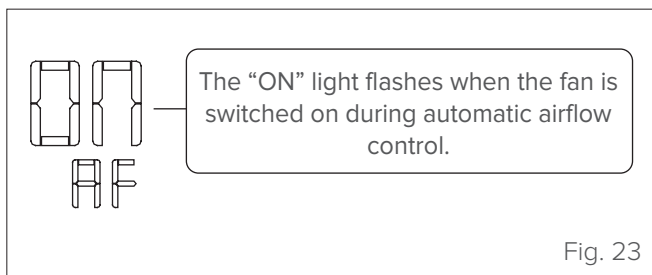 ON
AF
The “ON” light flashes when the fan is
switched on during automatic airflow
control.
Fig. 23